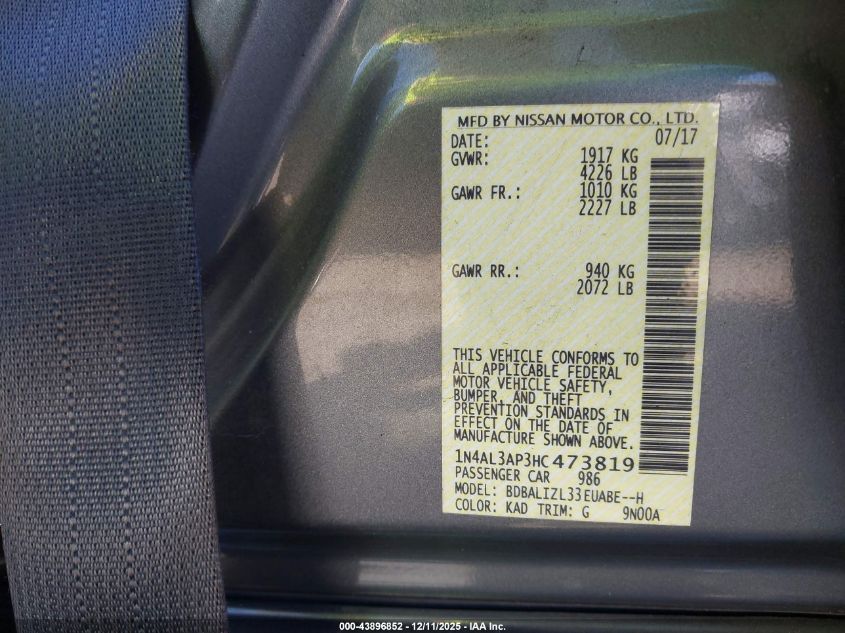 MFD BY NISSAN MOTOR CO., LTD.
DATE: 07/17
GVWR: 1917 KG
4226 LB
GAWR FR.: 1010 KG
2227 LB
GAWR RR.: 940 KG
2072 LB
THIS VEHICLE CONFORMS TO
ALL APPLICABLE FEDERAL
MOTOR VEHICLE SAFETY,
BUMPER, AND THEFT
PREVENTION STANDARDS IN
EFFECT ON THE DATE OF
MANUFACTURE SHOWN ABOVE.
1N4AL3AP3HC473819
PASSENGER CAR 986
MODEL: BDBALIZL33EUABE--H
COLOR: KAD TRIM: G 9N00A
000-43896852 - 12/11/2025 - IAA Inc.